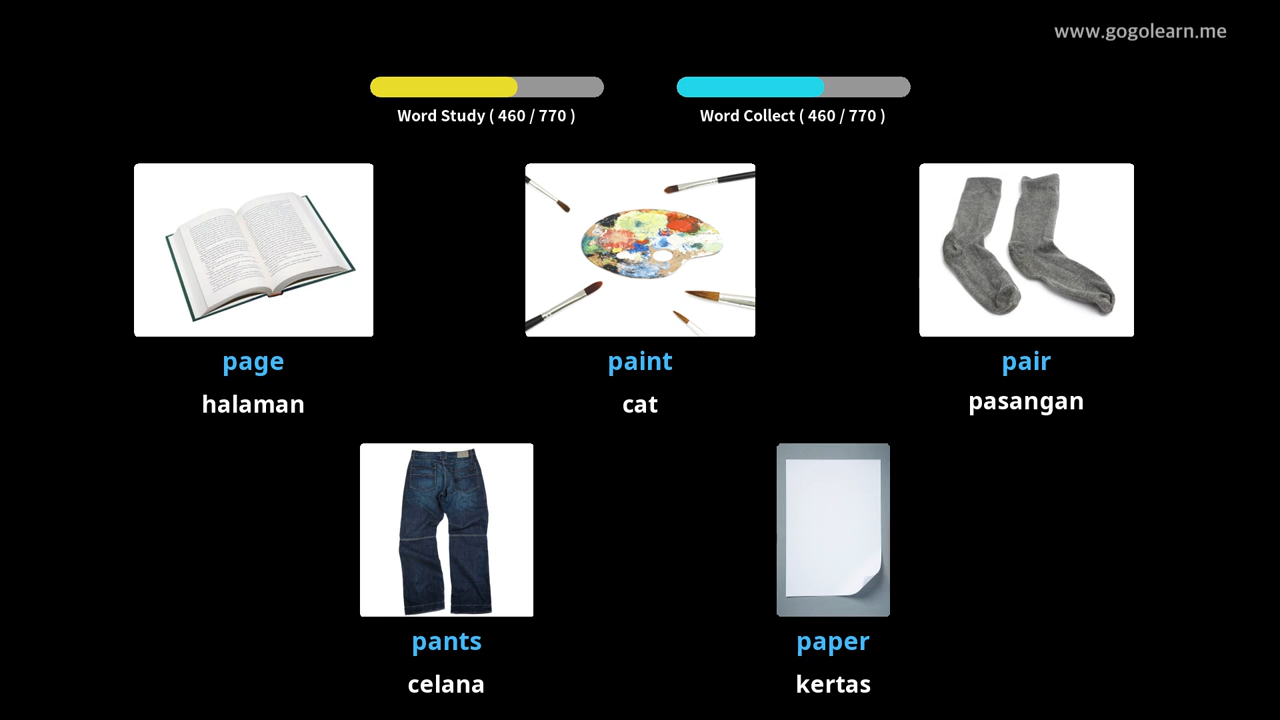 www.gogolearn.me
Word Study ( 460 / 770 )
Word Collect ( 460 / 770 )
page
halaman
paint
cat
pair
pasangan
pants
celana
paper
kertas